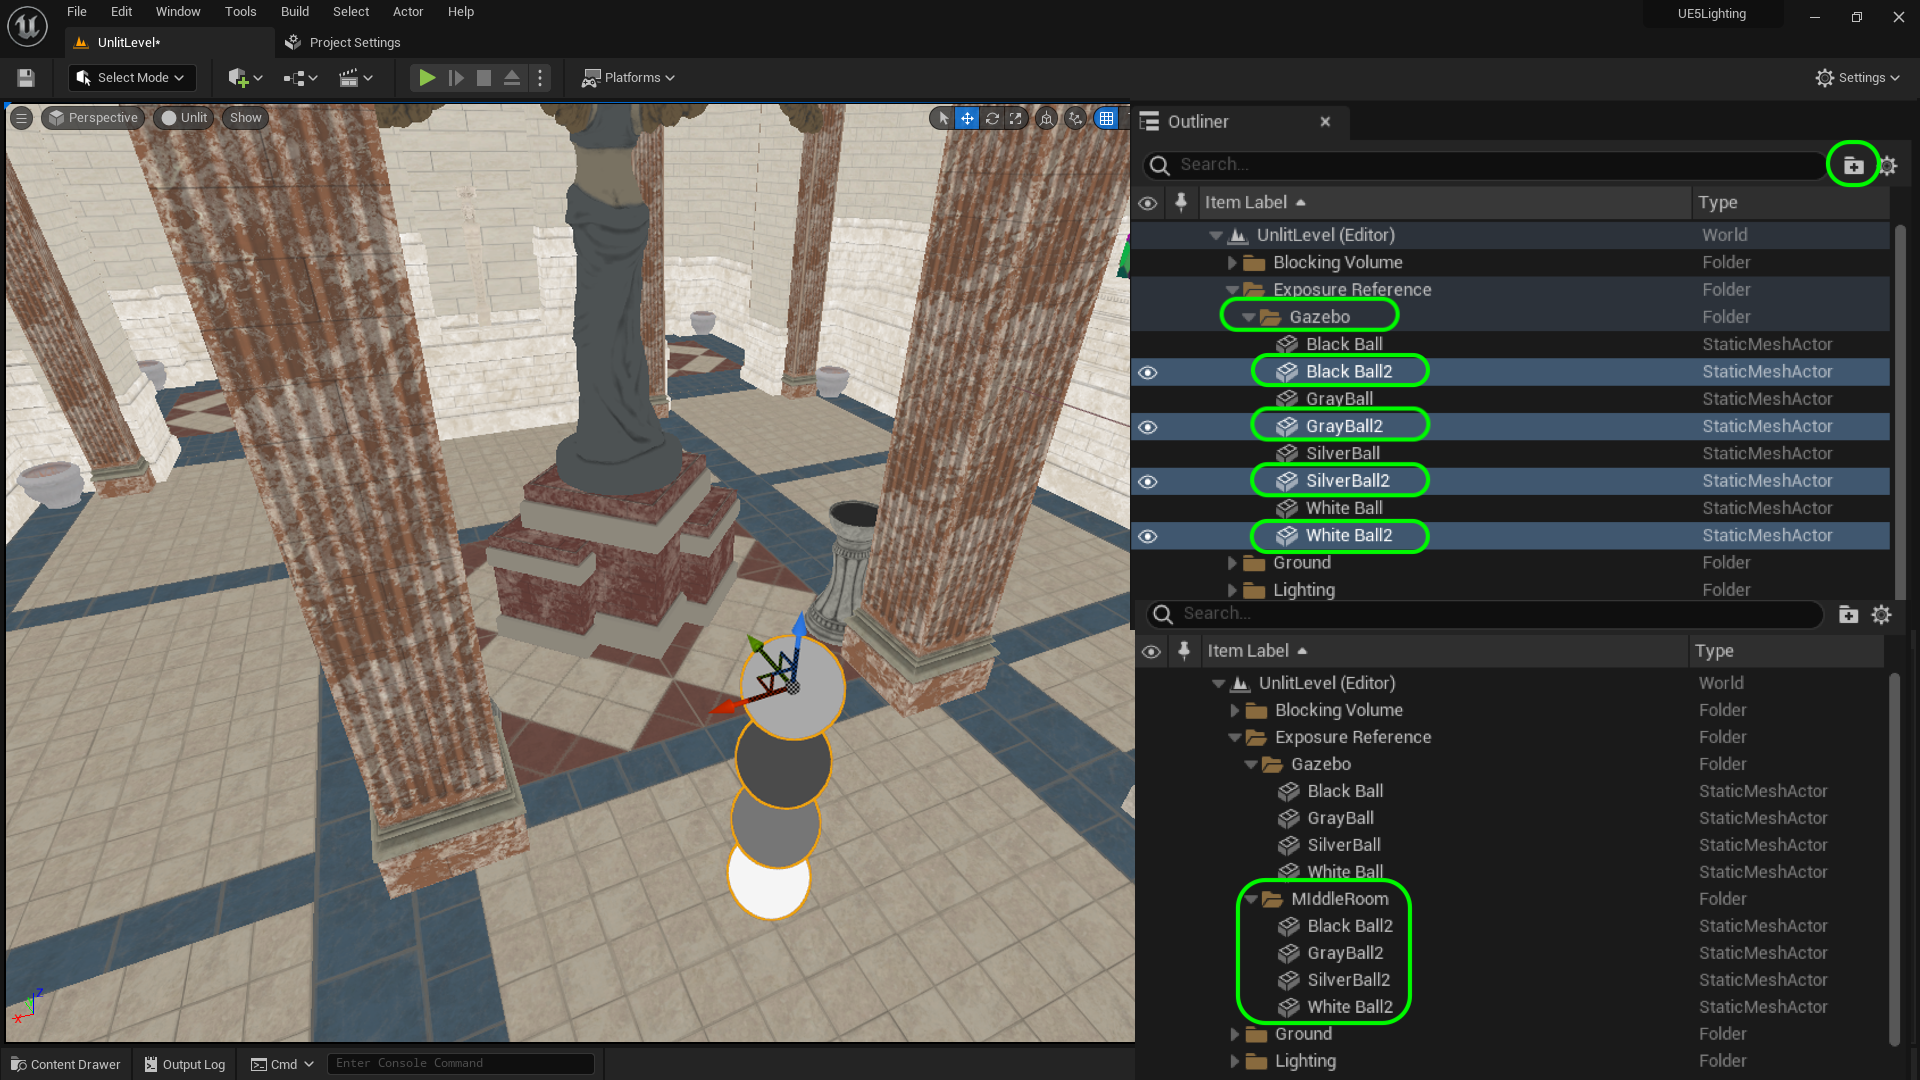 File Edit Window Tools Build Select Actor Help
UE5Lighting
UnlitLevel*
Project Settings
Select Mode
Platforms
Settings
Perspective
Unlit
Show
Outliner
Search...
Item Label
Type
UnlitLevel (Editor) World
Blocking Volume Folder
Exposure Reference Folder
Gazebo Folder
Black Ball StaticMeshActor
Black Ball2 StaticMeshActor
GrayBall StaticMeshActor
GrayBall2 StaticMeshActor
SilverBall StaticMeshActor
SilverBall2 StaticMeshActor
White Ball StaticMeshActor
White Ball2 StaticMeshActor
Ground Folder
Lighting Folder
Search...
Item Label
Type
UnlitLevel (Editor) World
Blocking Volume Folder
Exposure Reference Folder
Gazebo Folder
Black Ball StaticMeshActor
GrayBall StaticMeshActor
SilverBall StaticMeshActor
White Ball StaticMeshActor
MIddleRoom Folder
Black Ball2 StaticMeshActor
GrayBall2 StaticMeshActor
SilverBall2 StaticMeshActor
White Ball2 StaticMeshActor
Ground Folder
Lighting Folder
Z
X
Content Drawer
Output Log
Cmd
Enter Console Command